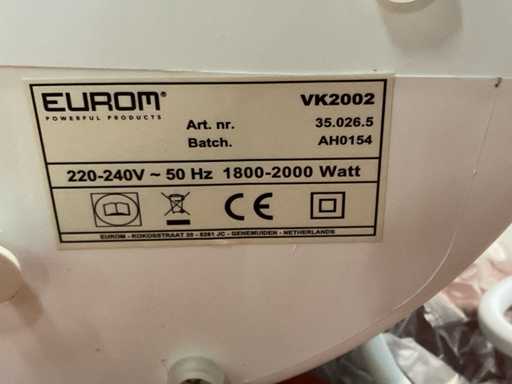 EUROM®
VK2002
POWERFUL PRODUCTS
Art. nr. 35.026.5
Batch. AH0154
220-240V ~ 50 Hz 1800-2000 Watt
CE
EUROM - KOKOSSTRAAT 20 - 8281 JC - GENEMUIDEN - NETHERLANDS